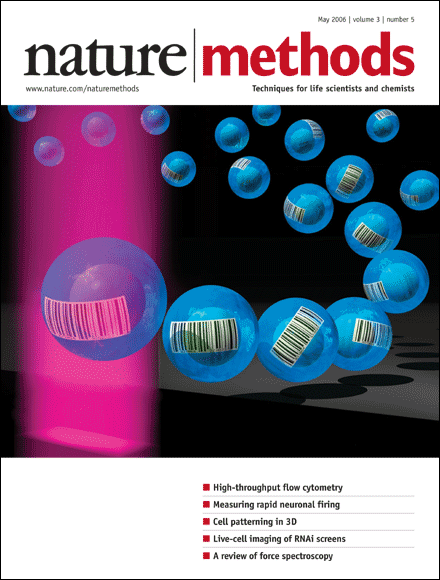 May 2006 | volume 3 | number 5
nature methods
www.nature.com/naturemethods
Techniques for life scientists and chemists
High-throughput flow cytometry
Measuring rapid neuronal firing
Cell patterning in 3D
Live-cell imaging of RNAi screens
A review of force spectroscopy